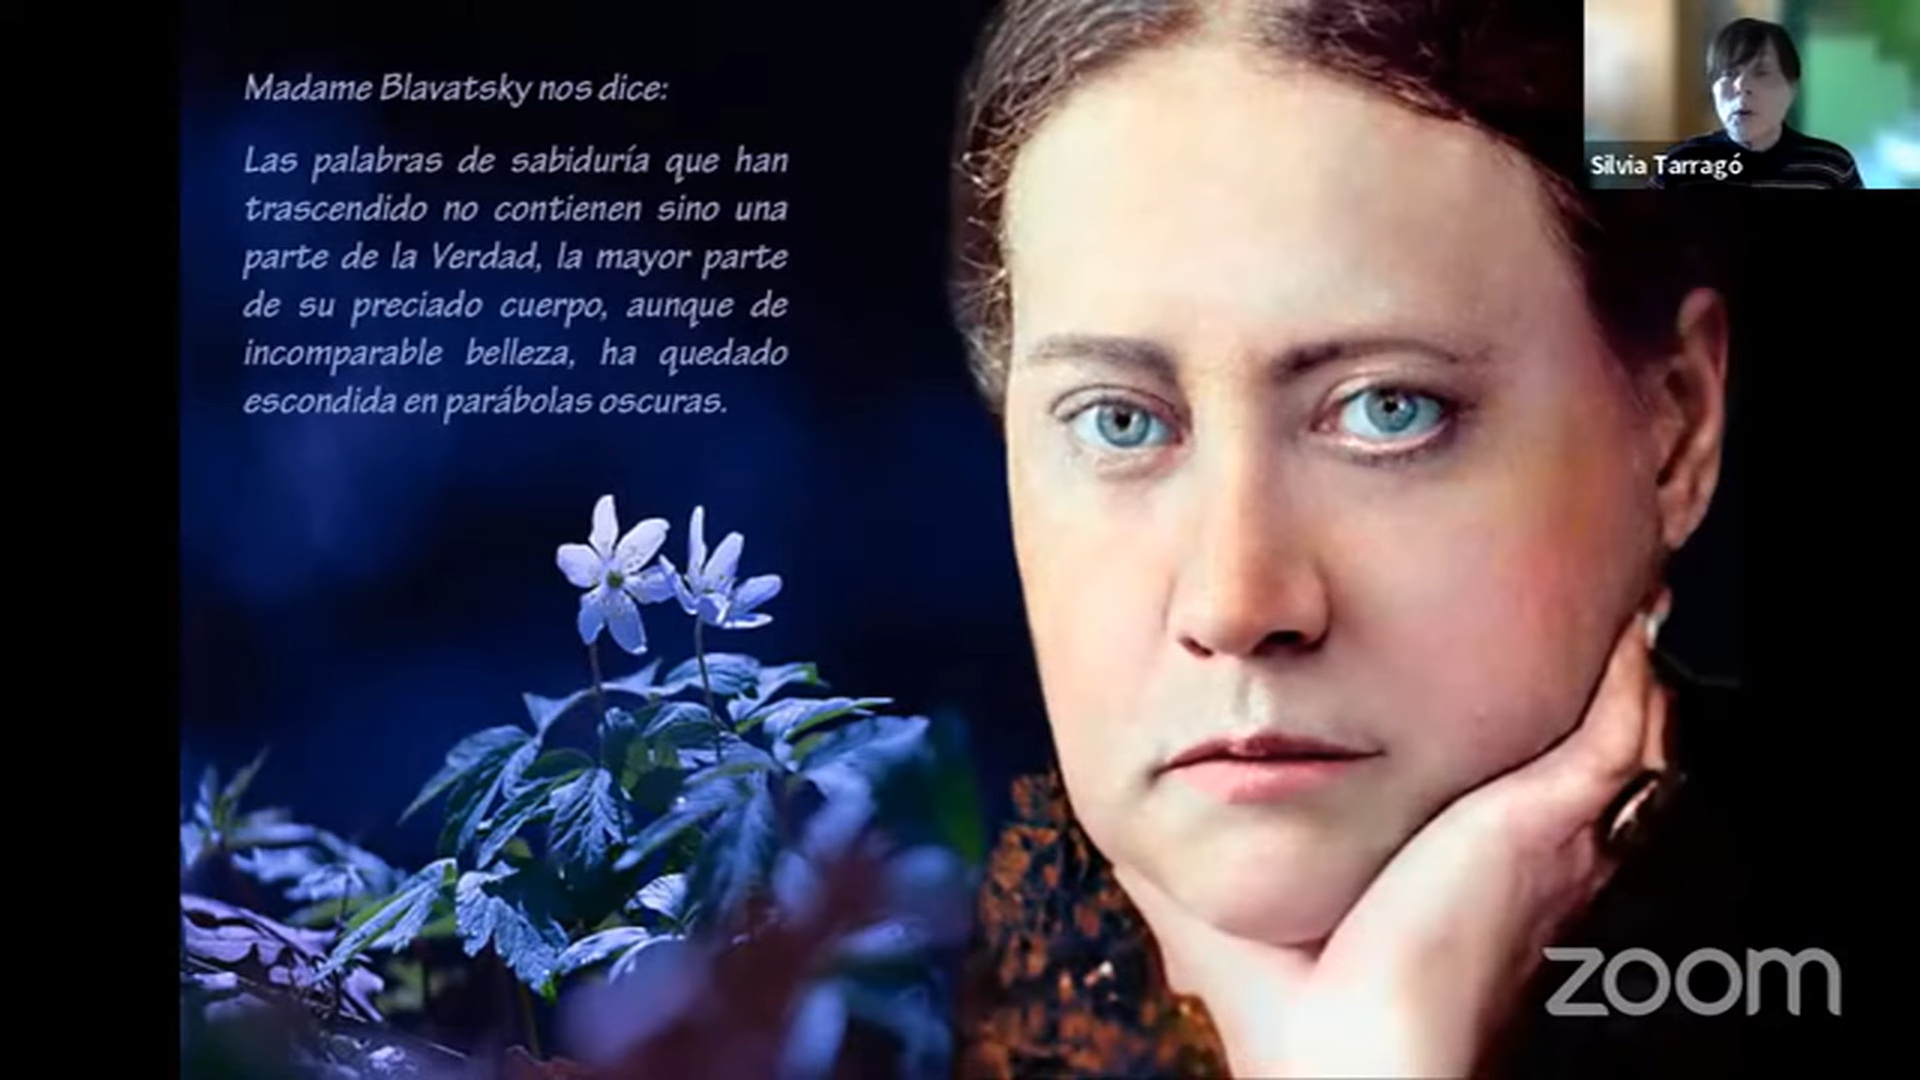 Madame Blavatsky nos dice:
Las palabras de sabiduría que han
trascendido no contienen sino una
parte de la Verdad, la mayor parte
de su preciado cuerpo, aunque de
incomparable belleza, ha quedado
escondida en parábolas oscuras.
Silvia Tarragó
zoom